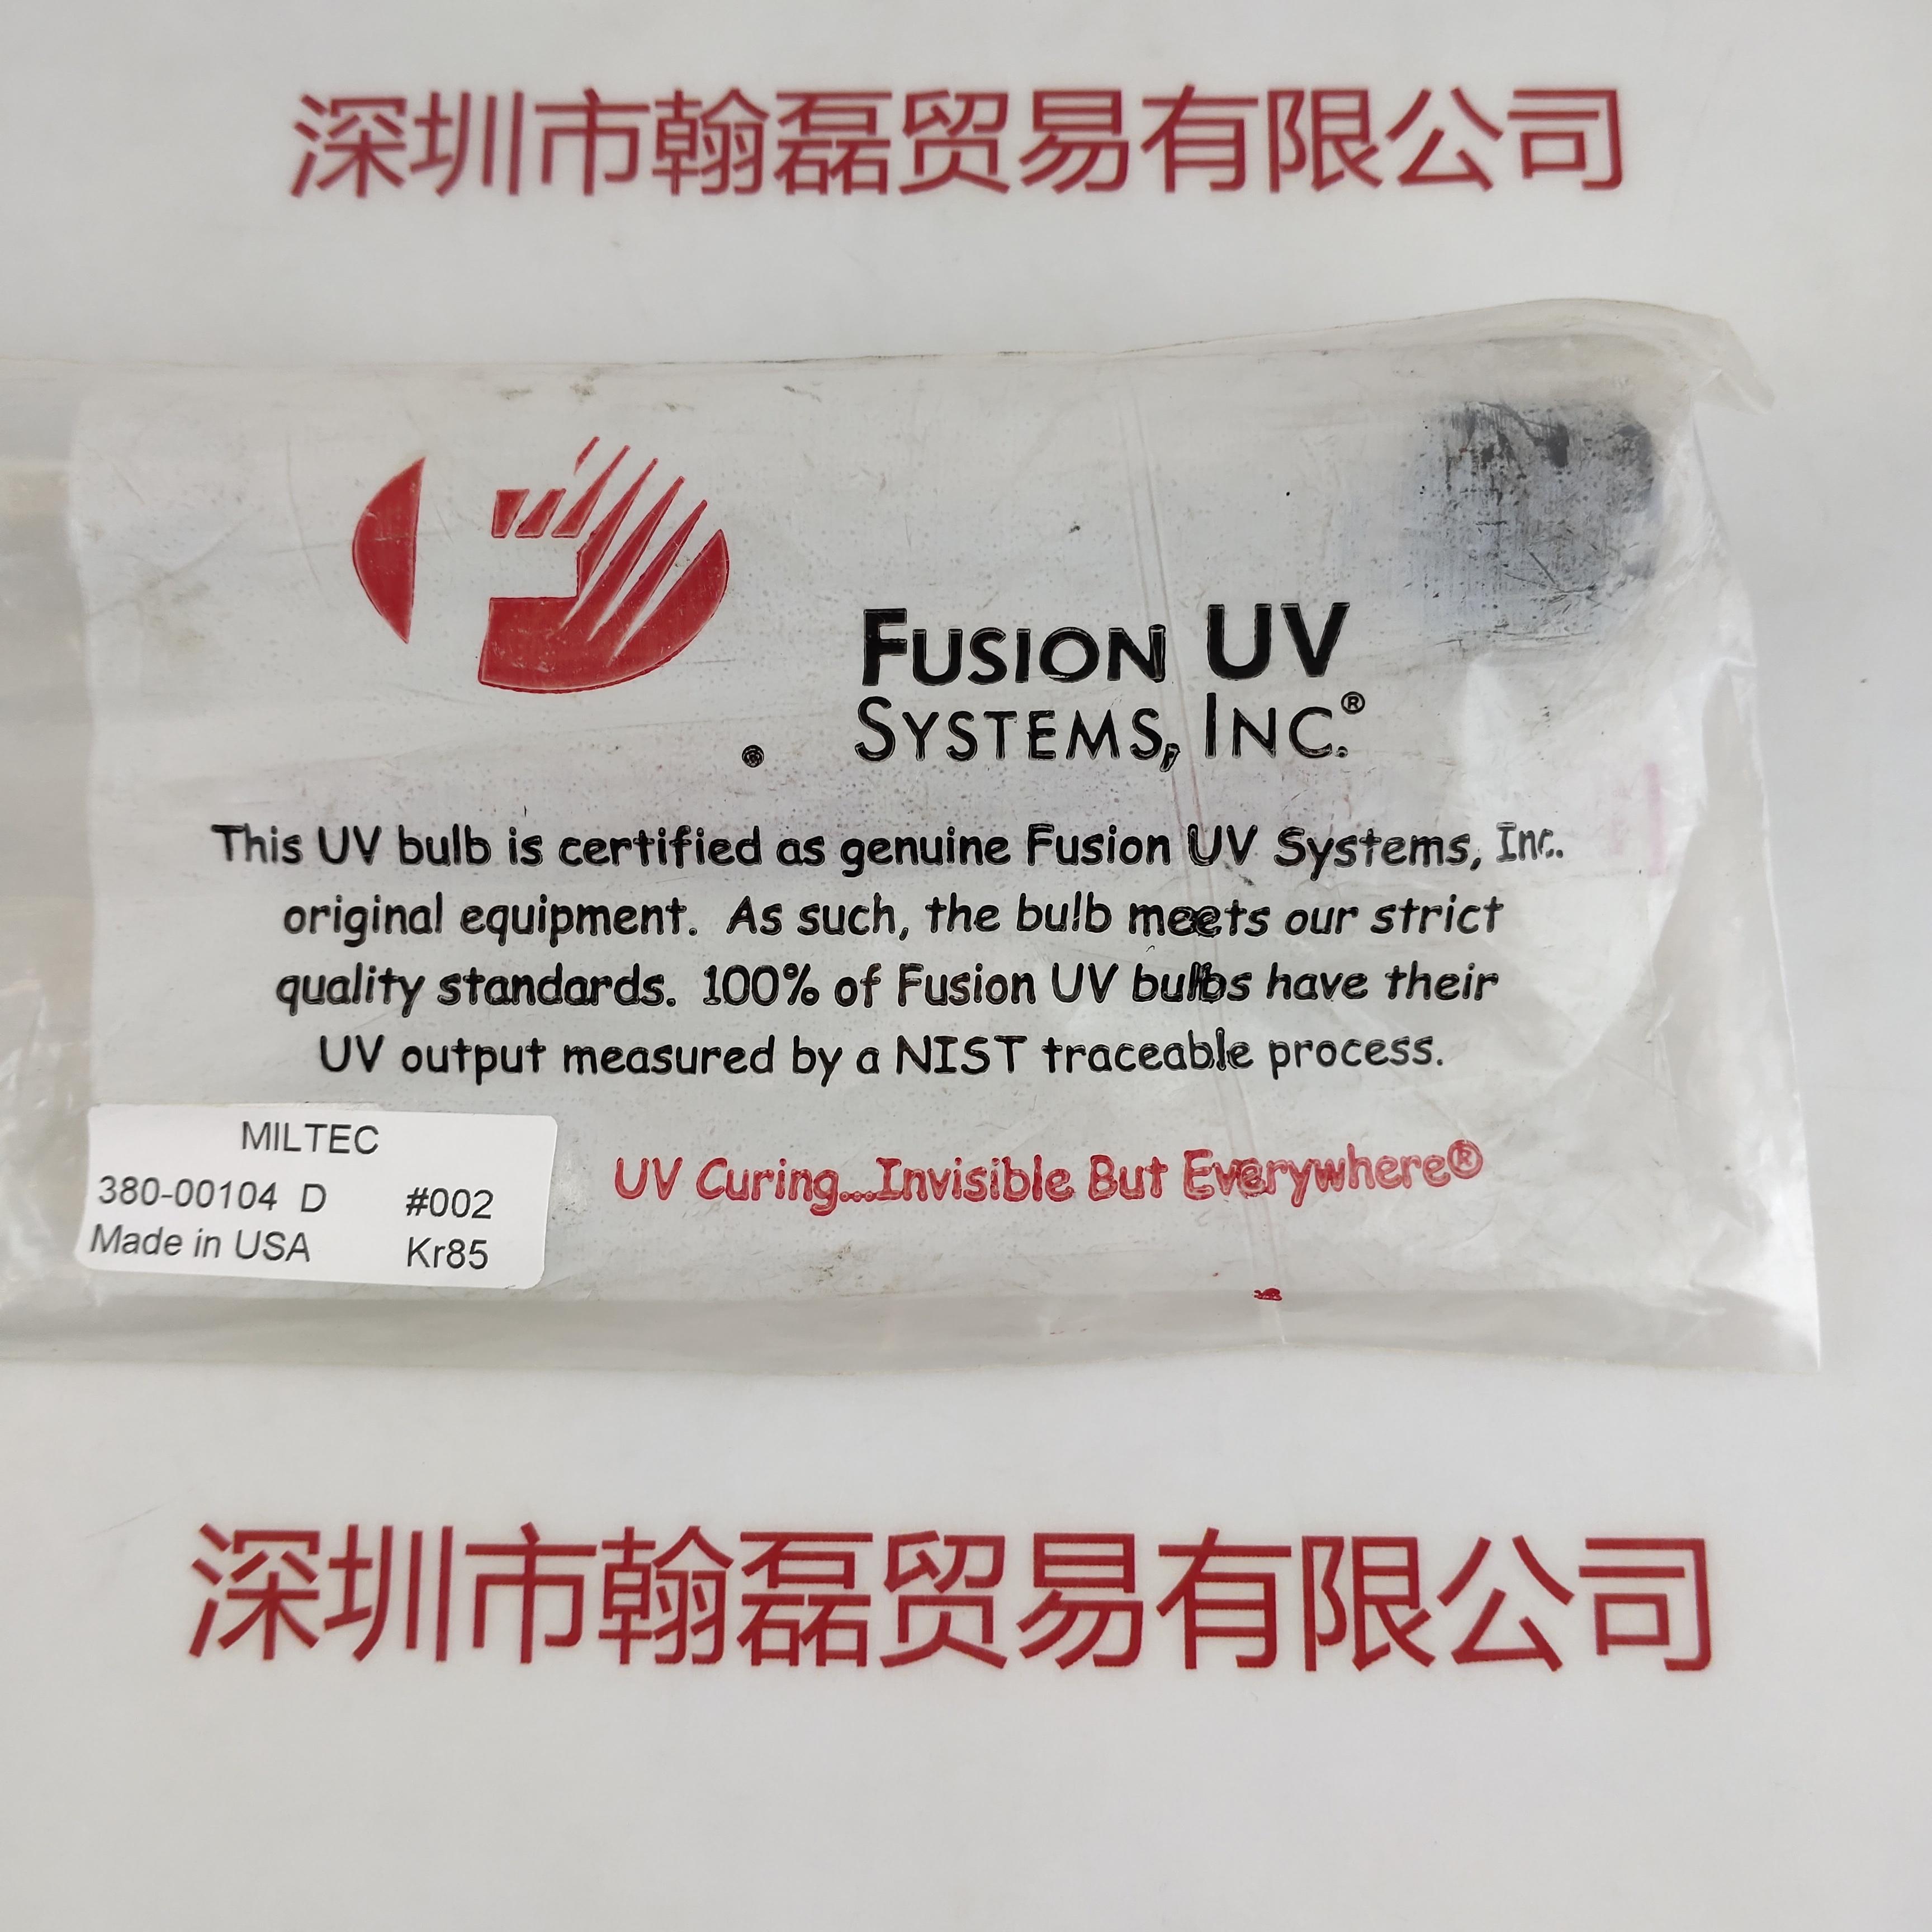 深圳市翰磊贸易有限公司
FUSION UV
SYSTEMS, INC.®
®
This UV bulb is certified as genuine Fusion UV Systems, Inc.
original equipment. As such, the bulb meets our strict
quality standards. 100% of Fusion UV bulbs have their
UV output measured by a NIST traceable process.
UV Curing...Invisible But Everywhere®
MILTEC
380-00104 D #002
Made in USA Kr85
深圳市翰磊贸易有限公司